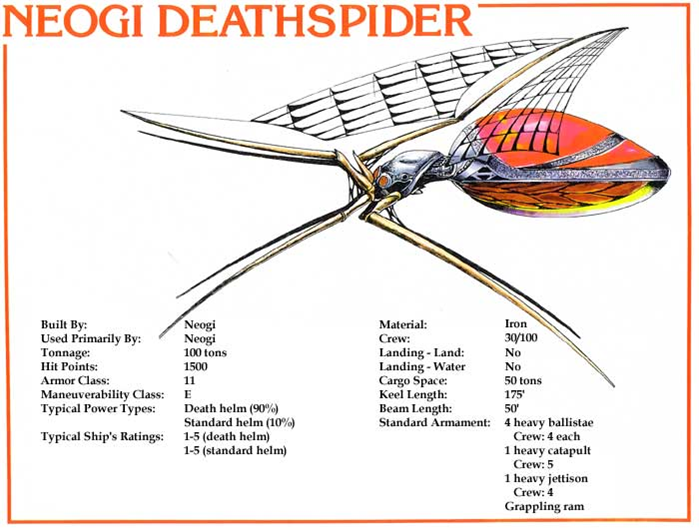 NEOGI DEATHSPIDER
Built By: Neogi
Used Primarily By: Neogi
Tonnage: 100 tons
Hit Points: 1500
Armor Class: 11
Maneuverability Class: E
Typical Power Types: Death helm (90%)
Standard helm (10%)
Typical Ship's Ratings: 1-5 (death helm)
1-5 (standard helm)
Material: Iron
Crew: 30/100
Landing - Land: No
Landing - Water No
Cargo Space: 50 tons
Keel Length: 175'
Beam Length: 50'
Standard Armament: 4 heavy ballistae
Crew: 4 each
1 heavy catapult
Crew: 5
1 heavy jettison
Crew: 4
Grappling ram